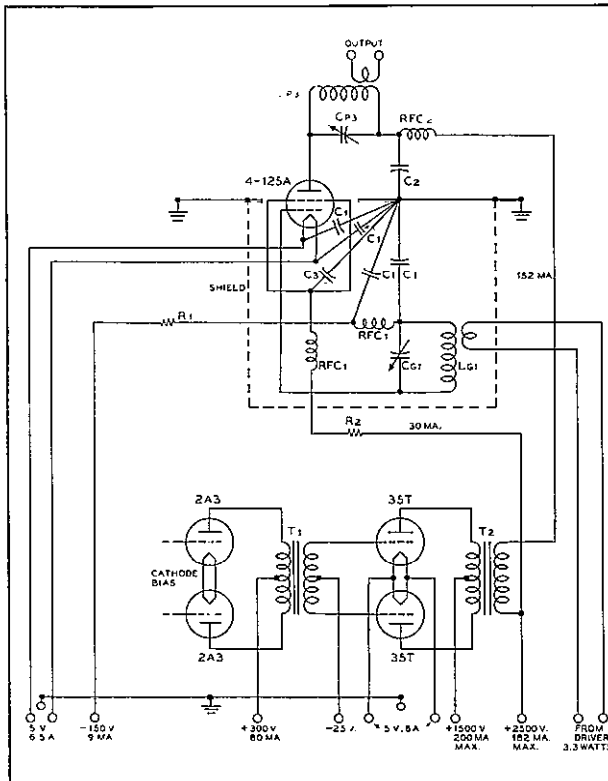 OUTPUT
P3
CP3
RFC2
4-125A
C2
C1
C1
C3
C1
C1
SHIELD
152 MA.
R1
RFC1
RFC1
CG1
LG1
R2
30 MA.
2A3
35T
T1
T2
CATHODE
BIAS
2A3
35T
5 V
6.5 A
-150 V
9 MA
+300 V
80 MA
-25 V.
5 V. 8A
+1500 V
200 MA
MAX.
+2500 V.
182 MA.
MAX.
FROM
DRIVER
3.3 WATTS